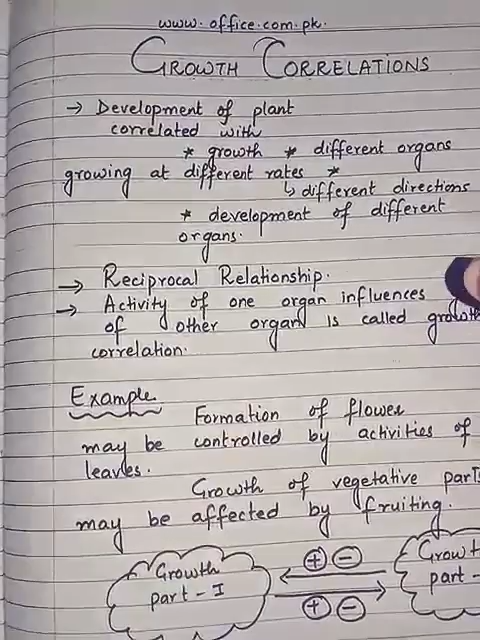 www.office.com.pk.
GROWTH CORRELATIONS
→ Development of plant
correlated with
* growth * different organs
growing at different rates *
↳ different directions
* development of different
organs.
→ Reciprocal Relationship.
→ Activity of one organ influences
of other organ is called growth
correlation.
Example
Formation of flower
may be controlled by activities of
leaves.
Growth of vegetative parts
may be affected by fruiting.
Growth
part - I
⊕ ⊖
⊕ ⊖
Growt
part -